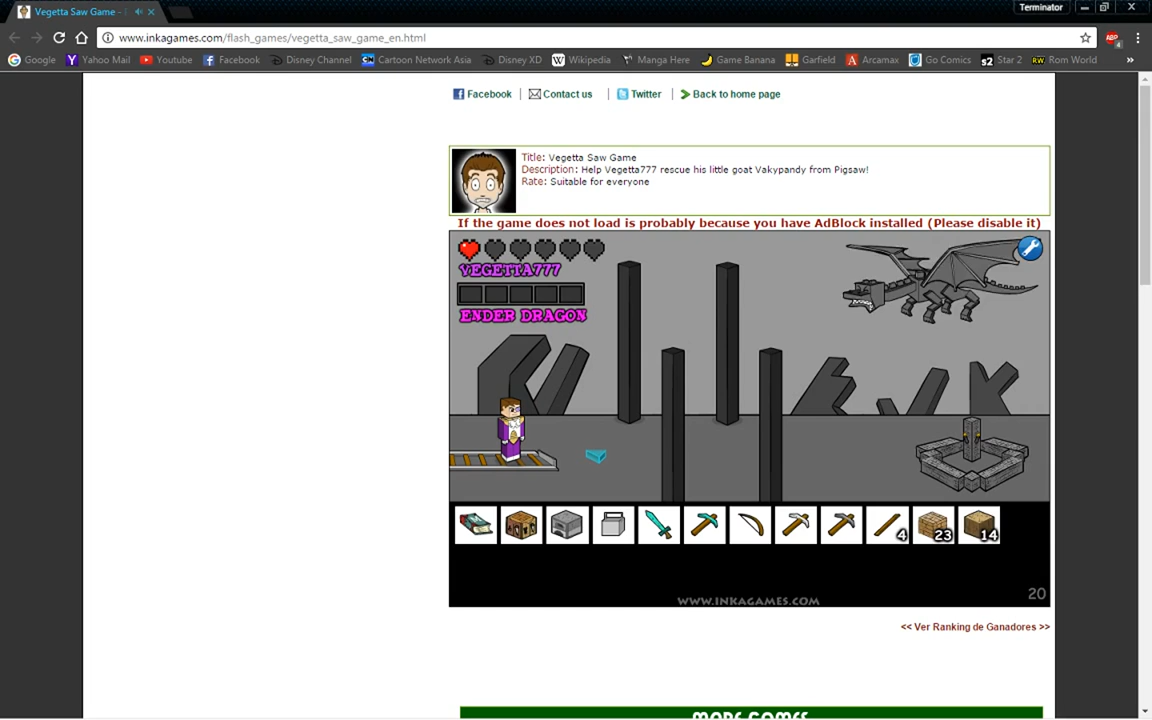 Vegetta Saw Game -
Terminator
www.inkagames.com/flash_games/vegetta_saw_game_en.html
ABP 4
Google Yahoo Mail Youtube Facebook Disney Channel Cartoon Network Asia Disney XD Wikipedia Manga Here Game Banana Garfield Arcamax Go Comics Star 2 Rom World »
Facebook | Contact us | Twitter | Back to home page
Title: Vegetta Saw Game
Description: Help Vegetta777 rescue his little goat Vakypandy from Pigsaw!
Rate: Suitable for everyone
If the game does not load is probably because you have AdBlock installed (Please disable it)
VEGETTA777
ENDER DRAGON
4 23 14
WWW.INKAGAMES.COM
20
<< Ver Ranking de Ganadores >>
MORE GAMES